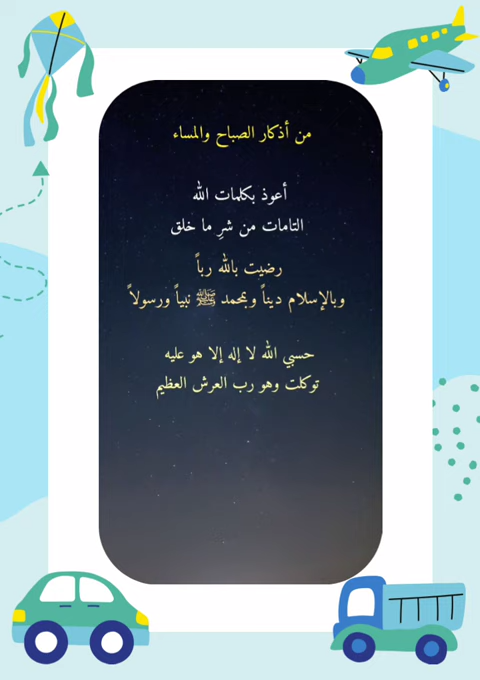 من أذكار الصباح والمساء
أعوذ بكلمات الله
التامات من شرِ ما خلق
رضيت بالله رباً
وبالإسلام ديناً وبمحمد ﷺ نبياً ورسولاً
حسبي الله لا إله إلا هو عليه
توكلت وهو رب العرش العظيم